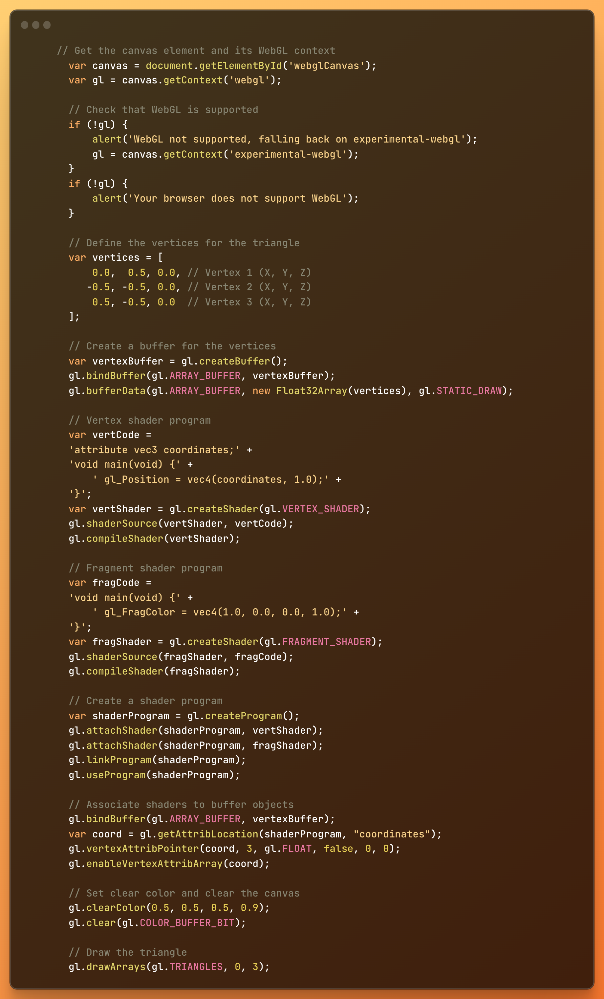 // Get the canvas element and its WebGL context
var canvas = document.getElementById('webglCanvas');
var gl = canvas.getContext('webgl');
// Check that WebGL is supported
if (!gl) {
alert('WebGL not supported, falling back on experimental-webgl');
gl = canvas.getContext('experimental-webgl');
}
if (!gl) {
alert('Your browser does not support WebGL');
}
// Define the vertices for the triangle
var vertices = [
0.0,  0.5, 0.0, // Vertex 1 (X, Y, Z)
-0.5, -0.5, 0.0, // Vertex 2 (X, Y, Z)
0.5, -0.5, 0.0  // Vertex 3 (X, Y, Z)
];
// Create a buffer for the vertices
var vertexBuffer = gl.createBuffer();
gl.bindBuffer(gl.ARRAY_BUFFER, vertexBuffer);
gl.bufferData(gl.ARRAY_BUFFER, new Float32Array(vertices), gl.STATIC_DRAW);
// Vertex shader program
var vertCode =
'attribute vec3 coordinates;' +
'void main(void) {' +
' gl_Position = vec4(coordinates, 1.0);' +
'}';
var vertShader = gl.createShader(gl.VERTEX_SHADER);
gl.shaderSource(vertShader, vertCode);
gl.compileShader(vertShader);
// Fragment shader program
var fragCode =
'void main(void) {' +
' gl_FragColor = vec4(1.0, 0.0, 0.0, 1.0);' +
'}';
var fragShader = gl.createShader(gl.FRAGMENT_SHADER);
gl.shaderSource(fragShader, fragCode);
gl.compileShader(fragShader);
// Create a shader program
var shaderProgram = gl.createProgram();
gl.attachShader(shaderProgram, vertShader);
gl.attachShader(shaderProgram, fragShader);
gl.linkProgram(shaderProgram);
gl.useProgram(shaderProgram);
// Associate shaders to buffer objects
gl.bindBuffer(gl.ARRAY_BUFFER, vertexBuffer);
var coord = gl.getAttribLocation(shaderProgram, "coordinates");
gl.vertexAttribPointer(coord, 3, gl.FLOAT, false, 0, 0);
gl.enableVertexAttribArray(coord);
// Set clear color and clear the canvas
gl.clearColor(0.5, 0.5, 0.5, 0.9);
gl.clear(gl.COLOR_BUFFER_BIT);
// Draw the triangle
gl.drawArrays(gl.TRIANGLES, 0, 3);